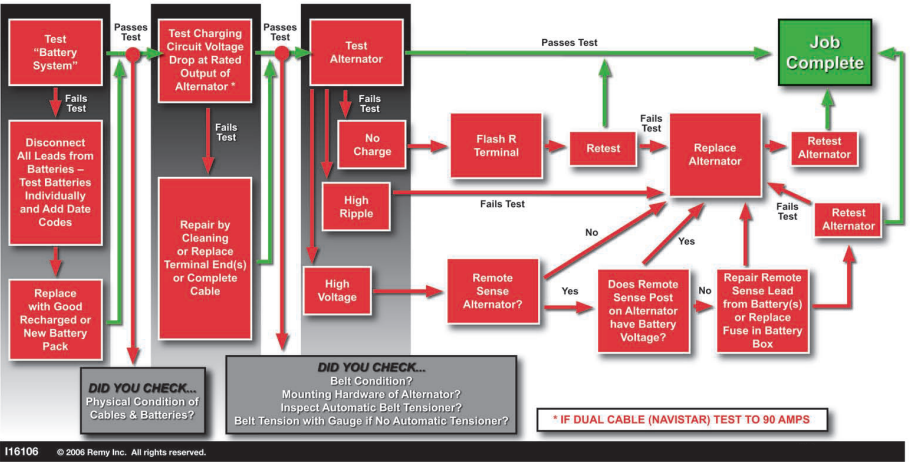 Test
"Battery
System"
Passes
Test
Fails
Test
Disconnect
All Leads from
Batteries –
Test Batteries
Individually
and Add Date
Codes
Replace
with Good
Recharged or
New Battery
Pack
DID YOU CHECK...
Physical Condition of
Cables & Batteries?
Test Charging
Circuit Voltage
Drop at Rated
Output of
Alternator *
Passes
Test
Fails
Test
Repair by
Cleaning
or Replace
Terminal End(s)
or Complete
Cable
DID YOU CHECK...
Belt Condition?
Mounting Hardware of Alternator?
Inspect Automatic Belt Tensioner?
Belt Tension with Gauge if No Automatic Tensioner?
Test
Alternator
Passes Test
Job
Complete
Fails
Test
No
Charge
Flash R
Terminal
Retest
Fails
Test
Replace
Alternator
Retest
Alternator
High
Ripple
Fails Test
Fails
Test
Retest
Alternator
High
Voltage
Remote
Sense
Alternator?
No
Yes
Does Remote
Sense Post
on Alternator
have Battery
Voltage?
Yes
No
Repair Remote
Sense Lead
from Battery(s)
or Replace
Fuse in Battery
Box
* IF DUAL CABLE (NAVISTAR) TEST TO 90 AMPS
I16106 © 2006 Remy Inc. All rights reserved.